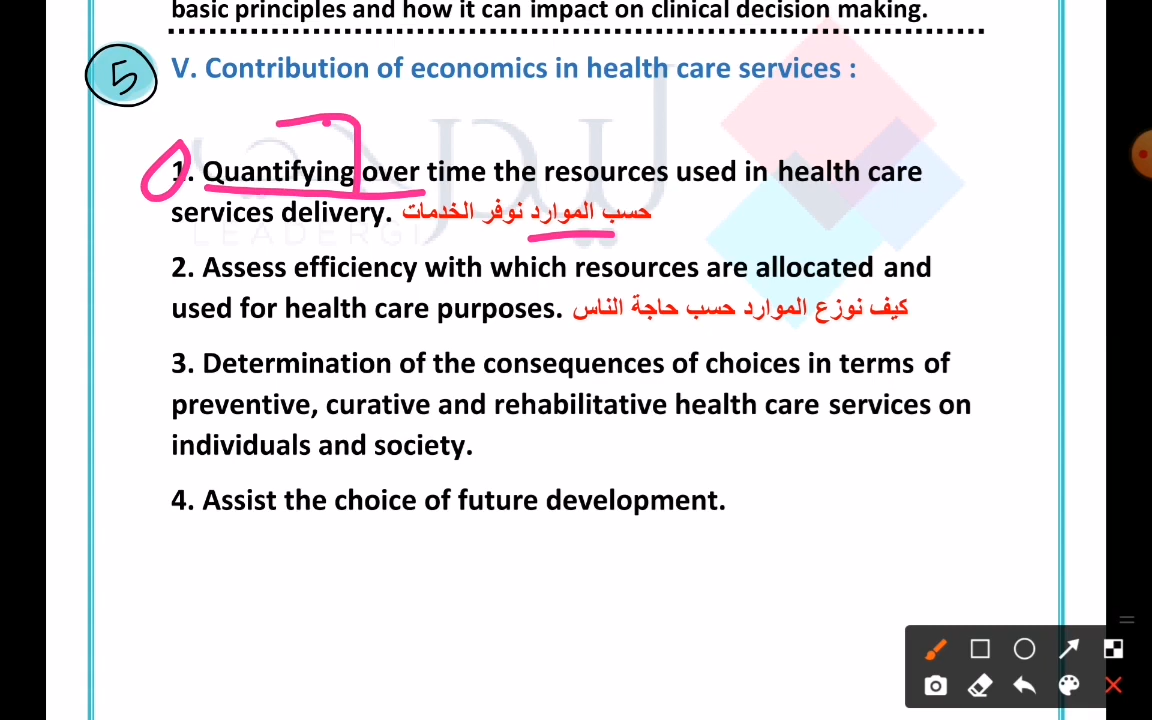 basic principles and how it can impact on clinical decision making.
5
V. Contribution of economics in health care services :
1. Quantifying over time the resources used in health care
services delivery. حسب الموارد نوفر الخدمات
2. Assess efficiency with which resources are allocated and
used for health care purposes. كيف نوزع الموارد حسب حاجة الناس
3. Determination of the consequences of choices in terms of
preventive, curative and rehabilitative health care services on
individuals and society.
4. Assist the choice of future development.